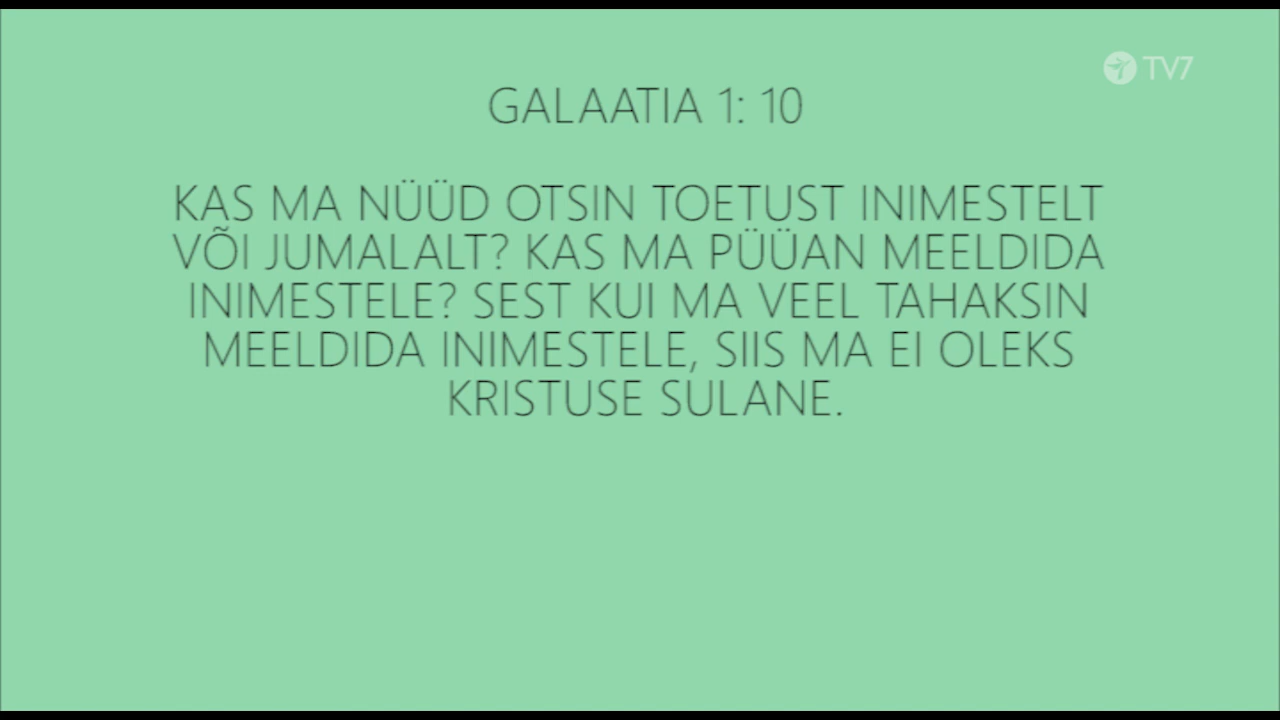 TV7
GALAATIA 1: 10
KAS MA NÜÜD OTSIN TOETUST INIMESTELT
VÕI JUMALALT? KAS MA PÜÜAN MEELDIDA
INIMESTELE? SEST KUI MA VEEL TAHAKSIN
MEELDIDA INIMESTELE, SIIS MA EI OLEKS
KRISTUSE SULANE.